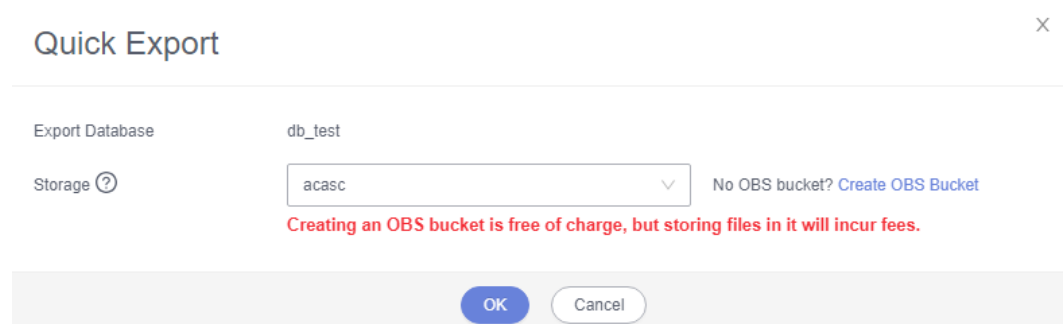 Quick Export
Export Database db_test
Storage acasc No OBS bucket? Create OBS Bucket
Creating an OBS bucket is free of charge, but storing files in it will incur fees.
OK Cancel